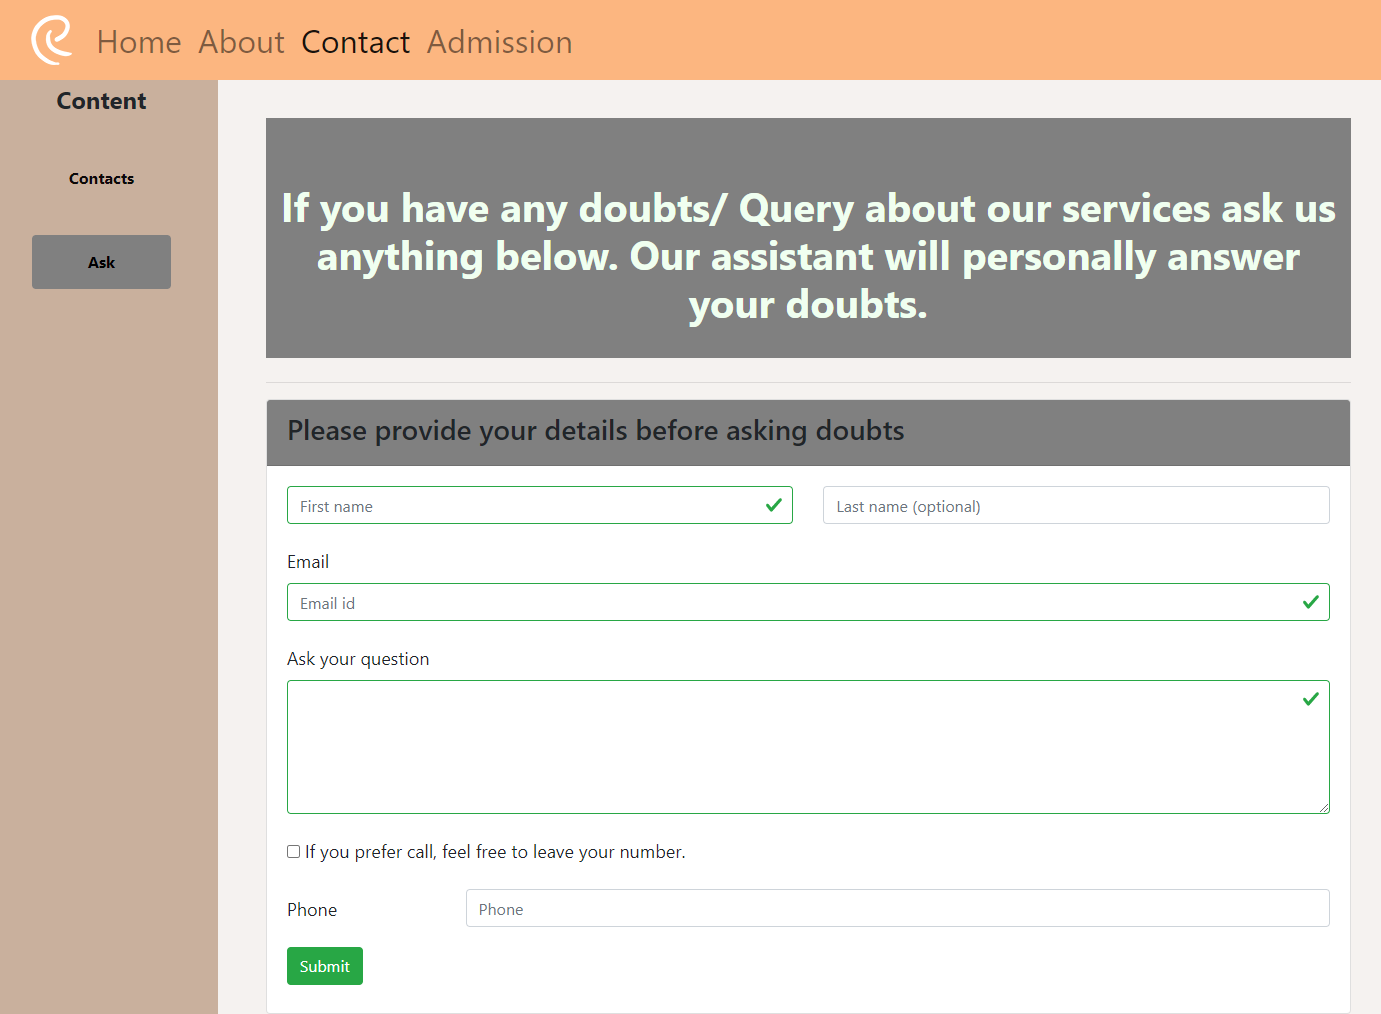 Home About Contact Admission
Content
Contacts
Ask
If you have any doubts/ Query about our services ask us
anything below. Our assistant will personally answer
your doubts.
Please provide your details before asking doubts
First name
Last name (optional)
Email
Email id
Ask your question
If you prefer call, feel free to leave your number.
Phone
Phone
Submit